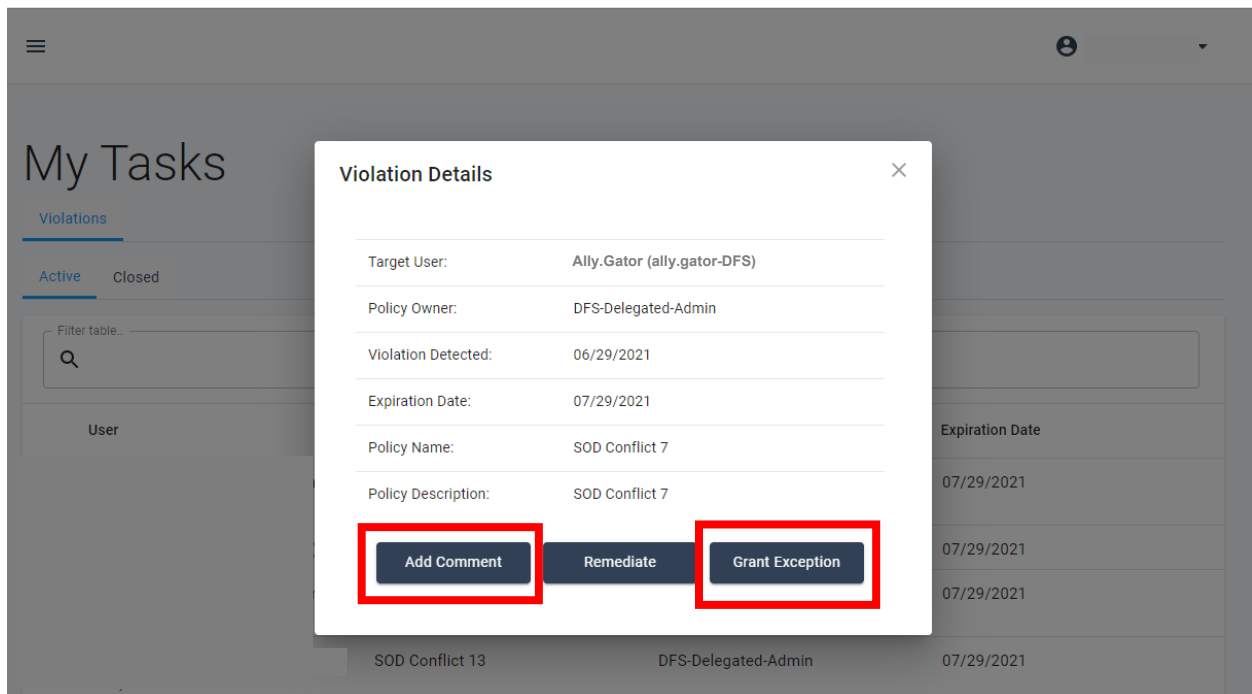 My Tasks
Violations
Active Closed
Filter table..
User
Expiration Date
07/29/2021
07/29/2021
07/29/2021
SOD Conflict 13 DFS-Delegated-Admin 07/29/2021
Violation Details
Target User: Ally.Gator (ally.gator-DFS)
Policy Owner: DFS-Delegated-Admin
Violation Detected: 06/29/2021
Expiration Date: 07/29/2021
Policy Name: SOD Conflict 7
Policy Description: SOD Conflict 7
Add Comment Remediate Grant Exception